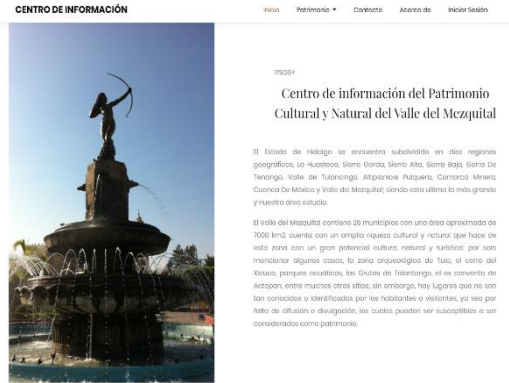 CENTRO DE INFORMACIÓN
Inicio Patrimonio Contacto Acerca de Iniciar Sesión
ITSOEH
Centro de información del Patrimonio
Cultural y Natural del Valle del Mezquital
El Estado de Hidalgo se encuentra subdividido en diez regiones
geográficas, La Huasteca, Sierra Gorda, Sierra Alta, Sierra Baja, Sierra De
Tenango, Valle de Tulancingo, Altiplanicie Pulquera, Comarca Minera,
Cuenca De México y Valle del Mezquital; siendo esta ultima la más grande
y nuestra área estudio.
El Valle del Mezquital contiene 26 municipios con una área aproximada de
7000 km2, cuenta con un amplia riqueza cultural y natural que hace de
esta zona con un gran potencial cultura, natural y turístico; por solo
mencionar algunos casos, la zona arqueológica de Tula, el cerro del
Xicuco, parques acuáticos, las Grutas de Tolantongo, el ex convento de
Actopan, entre muchos otros sitios; sin embargo, hay lugares que no son
tan conocidos o identificados por los habitantes o visitantes, ya sea por
falta de difusión o divulgación, los cuales pueden ser susceptibles a ser
considerados como patrimonio.